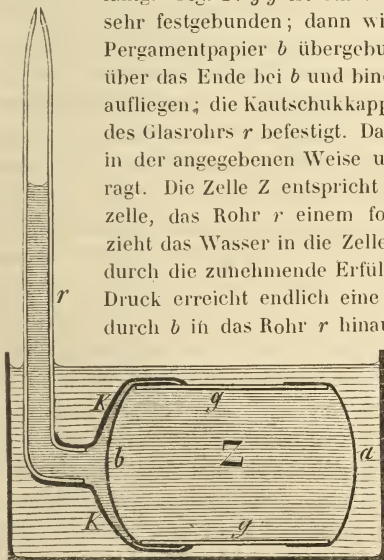 sehr festgebunden; dann wi
Pergamentpapier b übergebu
über das Ende bei b und bin
aufliegen; die Kautschukkapp
des Glasrohrs r befestigt. Da
in der angegebenen Weise u
ragt. Die Zelle Z entspricht
zelle, das Rohr r einem fo
zieht das Wasser in die Zelle
durch die zunehmende Erfül
Druck erreicht endlich eine
durch b in das Rohr r hinau
r
K
g
b
Z
a
K
g